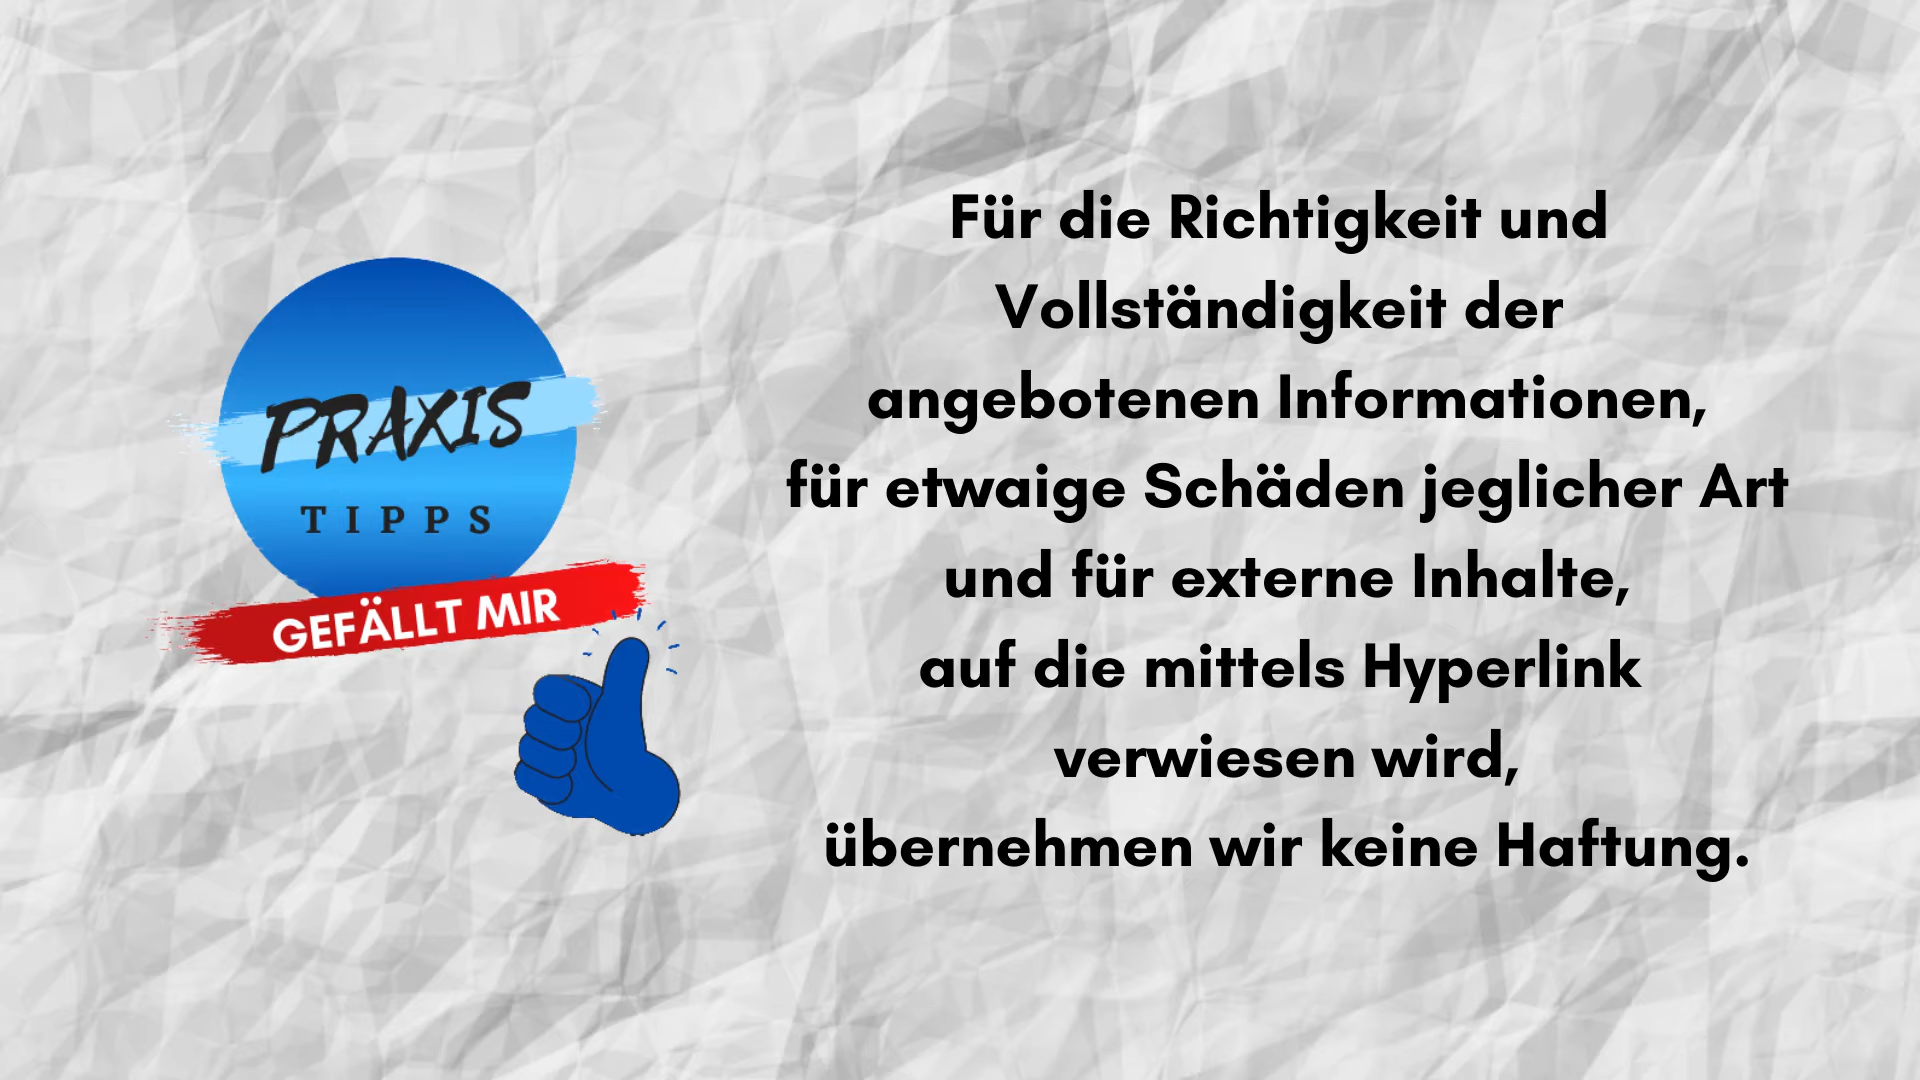 PRAXIS
TIPPS
GEFÄLLT MIR
Für die Richtigkeit und
Vollständigkeit der
angebotenen Informationen,
für etwaige Schäden jeglicher Art
und für externe Inhalte,
auf die mittels Hyperlink
verwiesen wird,
übernehmen wir keine Haftung.